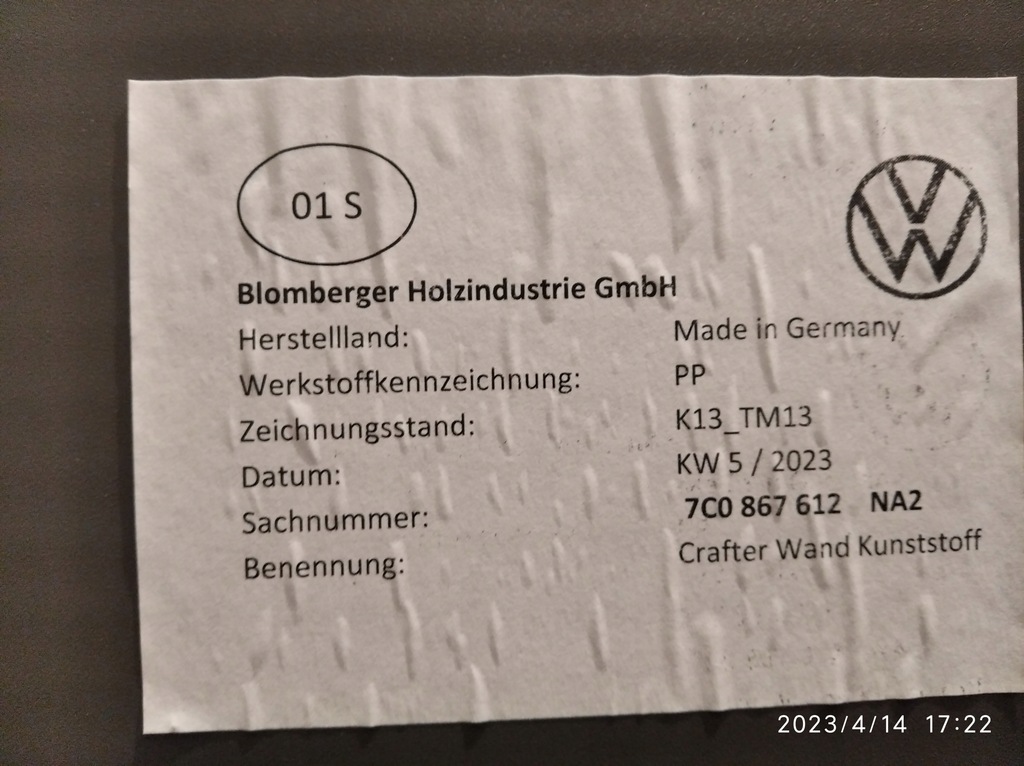 01 S
Blomberger Holzindustrie GmbH
Herstellland: Made in Germany
Werkstoffkennzeichnung: PP
Zeichnungsstand: K13_TM13
Datum: KW 5 / 2023
Sachnummer: 7C0 867 612 NA2
Benennung: Crafter Wand Kunststoff
2023/4/14 17:22